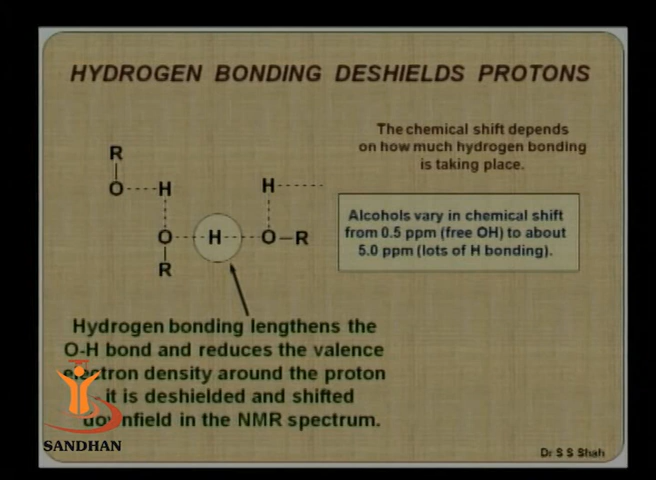 HYDROGEN BONDING DESHIELDS PROTONS
The chemical shift depends
on how much hydrogen bonding
is taking place.
R
O H
H
Alcohols vary in chemical shift
from 0.5 ppm (free OH) to about
5.0 ppm (lots of H bonding).
O H O R
R
Hydrogen bonding lengthens the
O-H bond and reduces the valence
electron density around the proton
it is deshielded and shifted
downfield in the NMR spectrum.
SANDHAN
Dr S S Shah